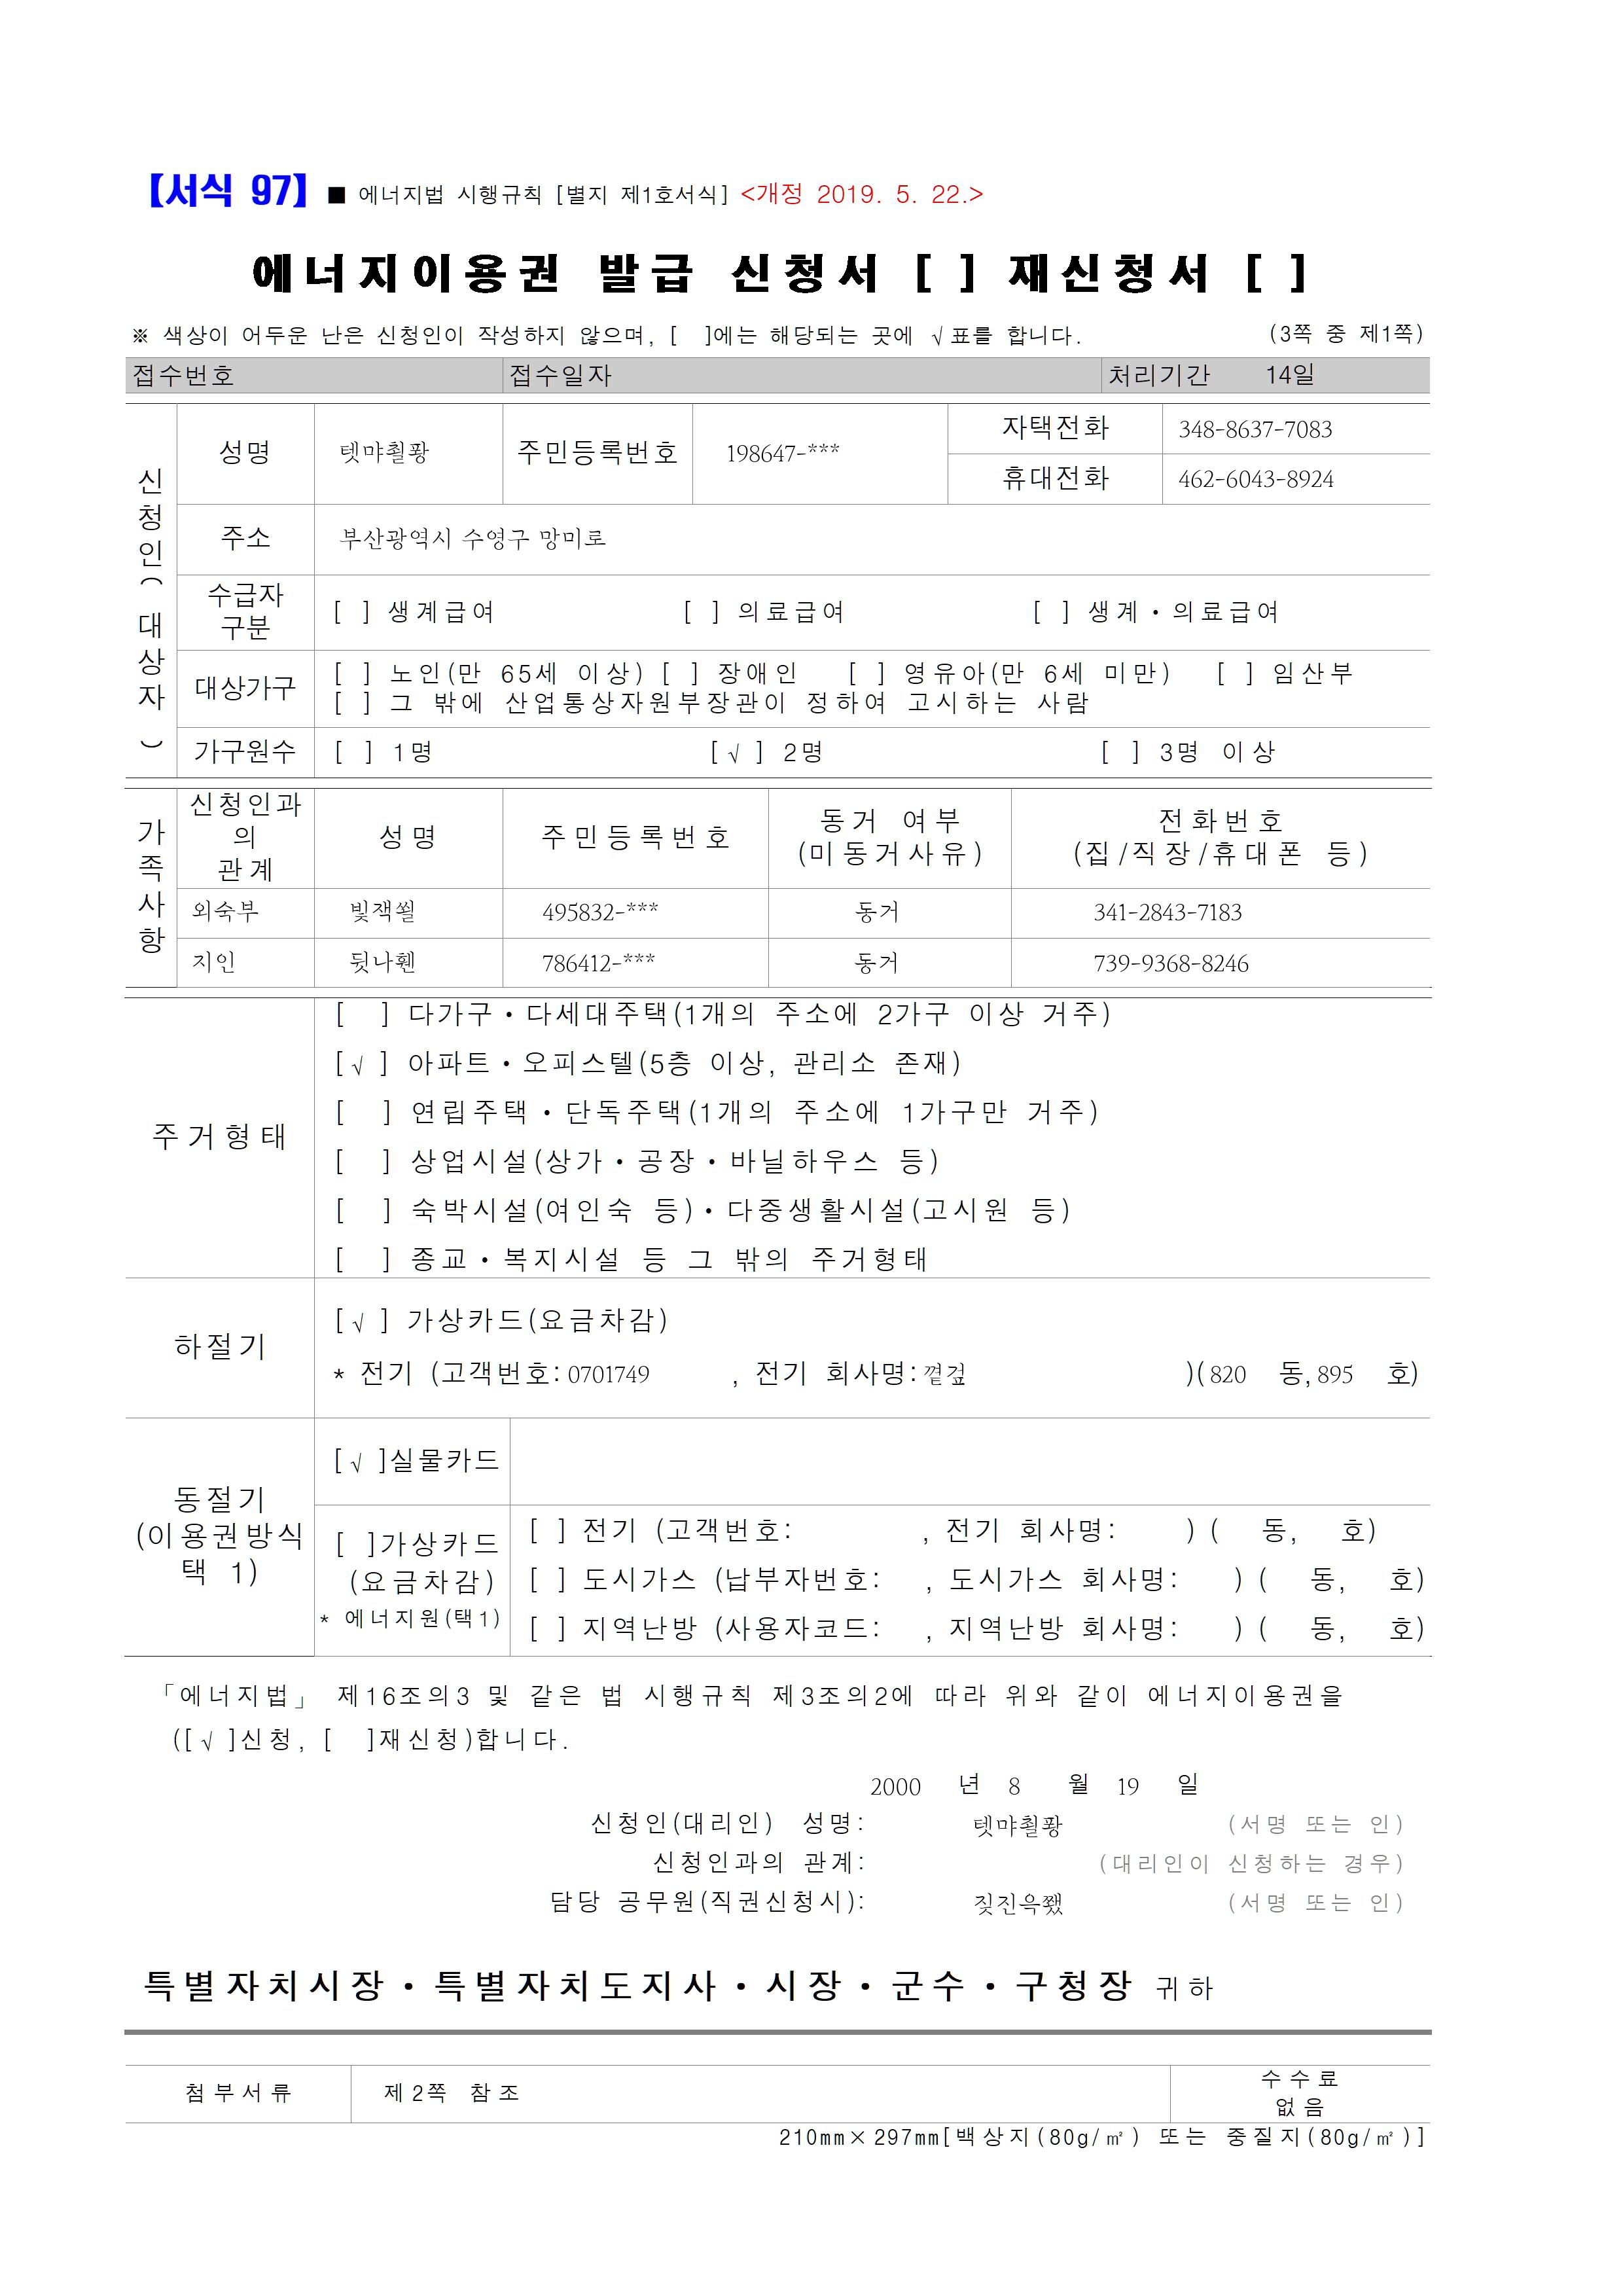 【서식 97】 ■ 에너지법 시행규칙 [별지 제1호서식] <개정 2019. 5. 22.>
에너지이용권 발급 신청서 [ ] 재신청서 [ ]
※ 색상이 어두운 난은 신청인이 작성하지 않으며, [ ]에는 해당되는 곳에 √표를 합니다. (3쪽 중 제1쪽)
접수번호 접수일자 처리기간 14일
신청인(대상자)
성명 텟먀쵤퐝 주민등록번호 198647-***
자택전화 348-8637-7083
휴대전화 462-6043-8924
주소 부산광역시 수영구 망미로
수급자 구분 [ ] 생계급여 [ ] 의료급여 [ ] 생계・의료급여
대상가구 [ ] 노인(만 65세 이상) [ ] 장애인 [ ] 영유아(만 6세 미만) [ ] 임산부
[ ] 그 밖에 산업통상자원부장관이 정하여 고시하는 사람
가구원수 [ ] 1명 [√] 2명 [ ] 3명 이상
가족사항
신청인과의 관계 성명 주민등록번호 동거 여부 (미동거사유) 전화번호 (집/직장/휴대폰 등)
외숙부 빛잭쐴 495832-*** 동거 341-2843-7183
지인 뒷나휀 786412-*** 동거 739-9368-8246
주거형태
[ ] 다가구・다세대주택(1개의 주소에 2가구 이상 거주)
[√] 아파트・오피스텔(5층 이상, 관리소 존재)
[ ] 연립주택・단독주택(1개의 주소에 1가구만 거주)
[ ] 상업시설(상가・공장・바닐하우스 등)
[ ] 숙박시설(여인숙 등)・다중생활시설(고시원 등)
[ ] 종교・복지시설 등 그 밖의 주거형태
하절기
[√] 가상카드(요금차감)
* 전기 (고객번호: 0701749 , 전기 회사명: 꼍겊 )( 820 동, 895 호)
동절기
(이용권방식 택 1)
[√]실물카드
[ ]가상카드
(요금차감)
* 에너지원(택1)
[ ] 전기 (고객번호: , 전기 회사명: ) ( 동, 호)
[ ] 도시가스 (납부자번호: , 도시가스 회사명: ) ( 동, 호)
[ ] 지역난방 (사용자코드: , 지역난방 회사명: ) ( 동, 호)
「에너지법」 제16조의3 및 같은 법 시행규칙 제3조의2에 따라 위와 같이 에너지이용권을
([√]신청, [ ]재신청)합니다.
2000 년 8 월 19 일
신청인(대리인) 성명: 텟먀쵤퐝 (서명 또는 인)
신청인과의 관계: (대리인이 신청하는 경우)
담당 공무원(직권신청시): 짖진윽쨌 (서명 또는 인)
특별자치시장・특별자치도지사・시장・군수・구청장 귀하
첨부서류 제2쪽 참조 수수료 없음
210mm×297mm[백상지(80g/㎡) 또는 중질지(80g/㎡)]